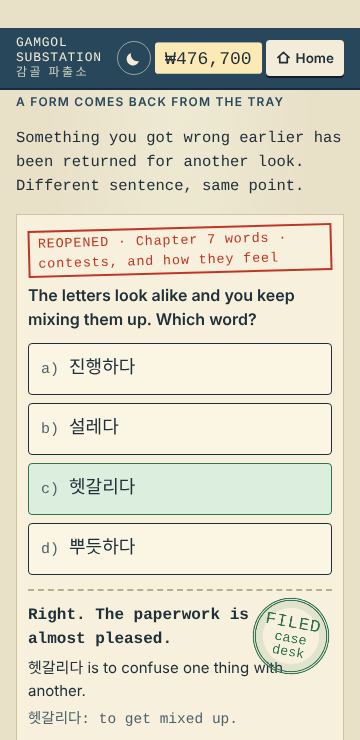 GAMGOL
SUBSTATION
감골 파출소
₩476,700
Home
A FORM COMES BACK FROM THE TRAY
Something you got wrong earlier has
been returned for another look.
Different sentence, same point.
REOPENED · Chapter 7 words ·
contests, and how they feel
The letters look alike and you keep
mixing them up. Which word?
a) 진행하다
b) 설레다
c) 헷갈리다
d) 뿌듯하다
Right. The paperwork is
almost pleased.
FILED
case
desk
헷갈리다 is to confuse one thing with
another.
헷갈리다: to get mixed up.